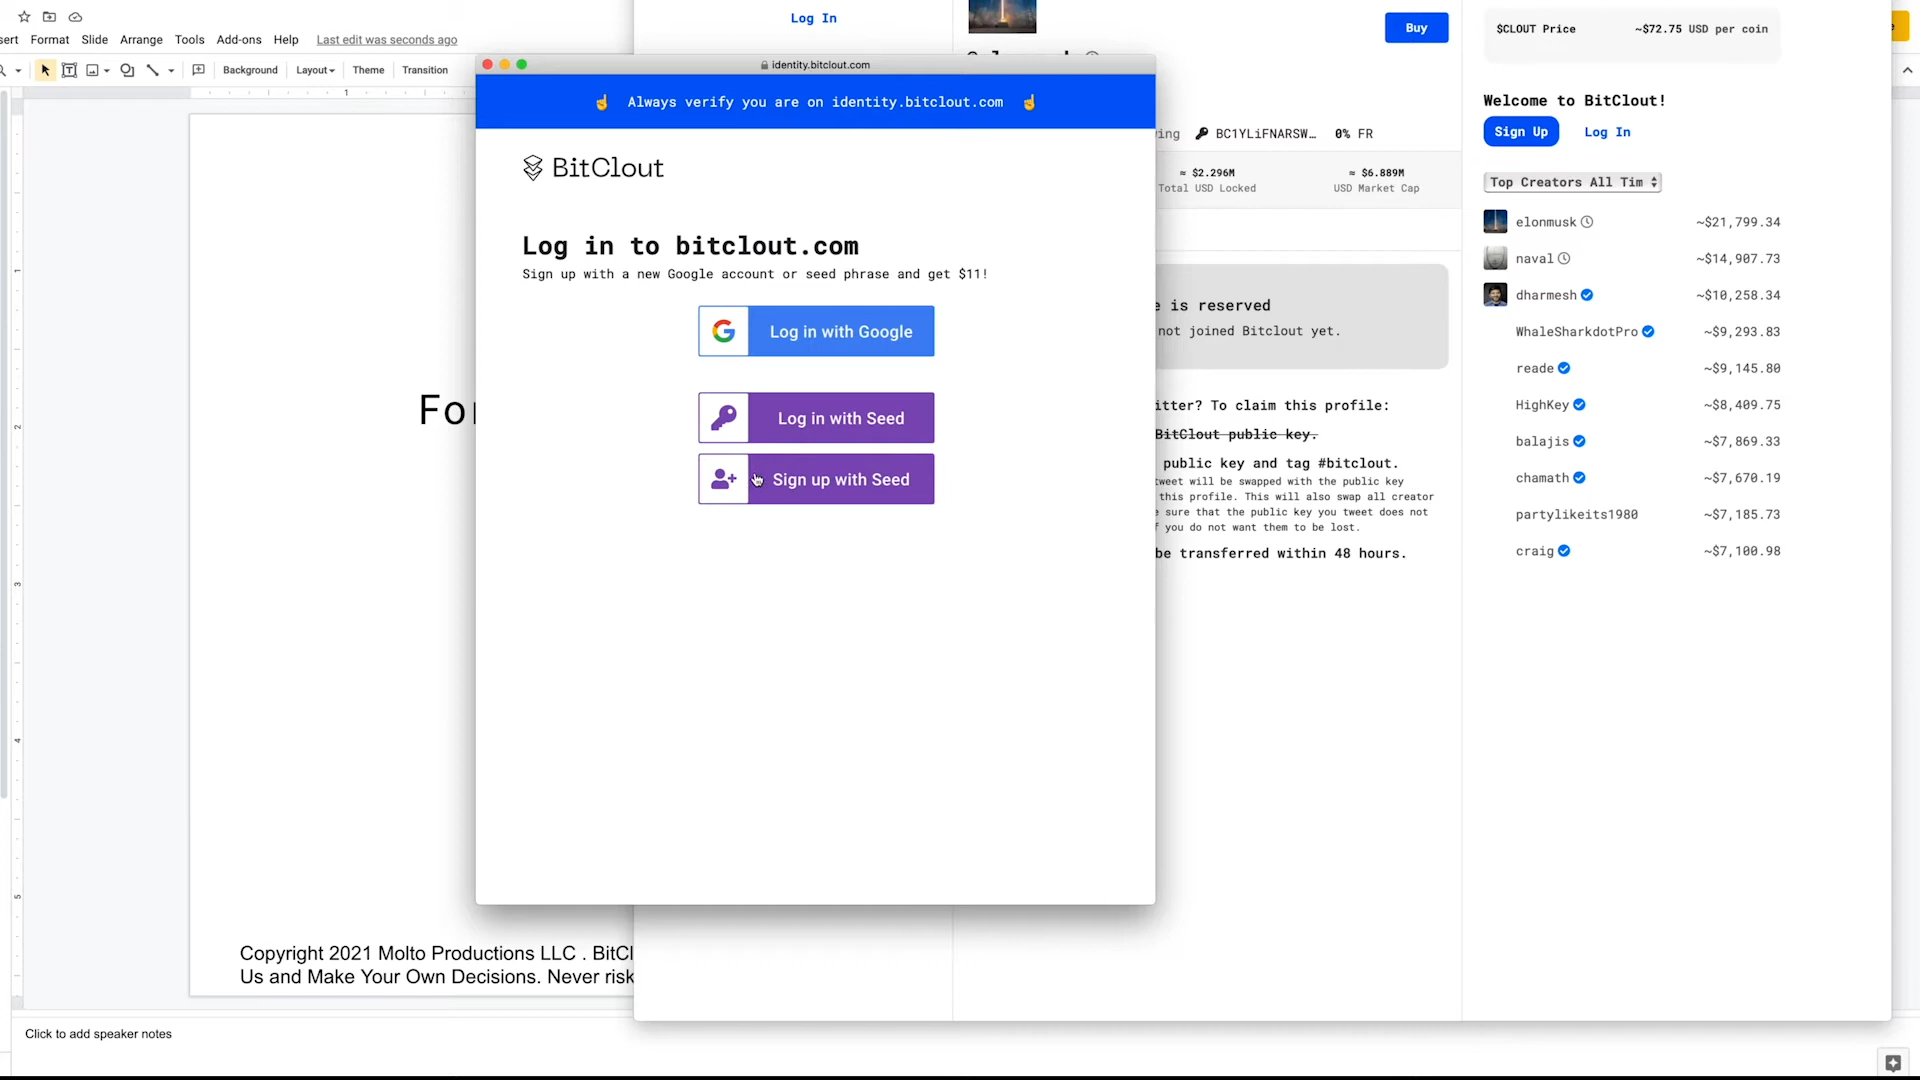 Format Slide Arrange Tools Add-ons Help Last edit was seconds ago
Background Layout Theme Transition
1
1
2
3
4
5
Copyright 2021 Molto Productions LLC . BitCl
Us and Make Your Own Decisions. Never risk
Click to add speaker notes
Log In
Buy
BC1YLiFNARSW… 0% FR
≈ $2.296M
Total USD Locked
≈ $6.889M
USD Market Cap
is reserved
not joined Bitclout yet.
To claim this profile:
BitClout public key.
public key and tag #bitclout.
tweet will be swapped with the public key
this profile. This will also swap all creator
sure that the public key you tweet does not
if you do not want them to be lost.
be transferred within 48 hours.
identity.bitclout.com
☝ Always verify you are on identity.bitclout.com ☝
BitClout
Log in to bitclout.com
Sign up with a new Google account or seed phrase and get $11!
Log in with Google
Log in with Seed
Sign up with Seed
$CLOUT Price ~$72.75 USD per coin
Welcome to BitClout!
Sign Up Log In
Top Creators All Tim
elonmusk ~$21,799.34
naval ~$14,907.73
dharmesh ~$10,258.34
WhaleSharkdotPro ~$9,293.83
reade ~$9,145.80
HighKey ~$8,409.75
balajis ~$7,869.33
chamath ~$7,670.19
partylikeits1980 ~$7,185.73
craig ~$7,100.98